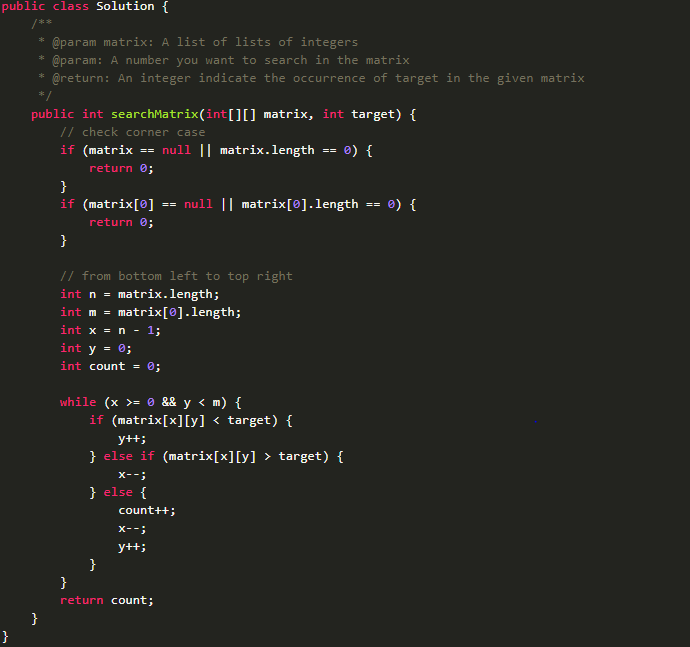 public class Solution {
    /**
     * @param matrix: A list of lists of integers
     * @param: A number you want to search in the matrix
     * @return: An integer indicate the occurrence of target in the given matrix
     */
    public int searchMatrix(int[][] matrix, int target) {
        // check corner case
        if (matrix == null || matrix.length == 0) {
            return 0;
        }
        if (matrix[0] == null || matrix[0].length == 0) {
            return 0;
        }

        // from bottom left to top right
        int n = matrix.length;
        int m = matrix[0].length;
        int x = n - 1;
        int y = 0;
        int count = 0;

        while (x >= 0 && y < m) {
            if (matrix[x][y] < target) {
                y++;
            } else if (matrix[x][y] > target) {
                x--;
            } else {
                count++;
                x--;
                y++;
            }
        }
        return count;
    }
}